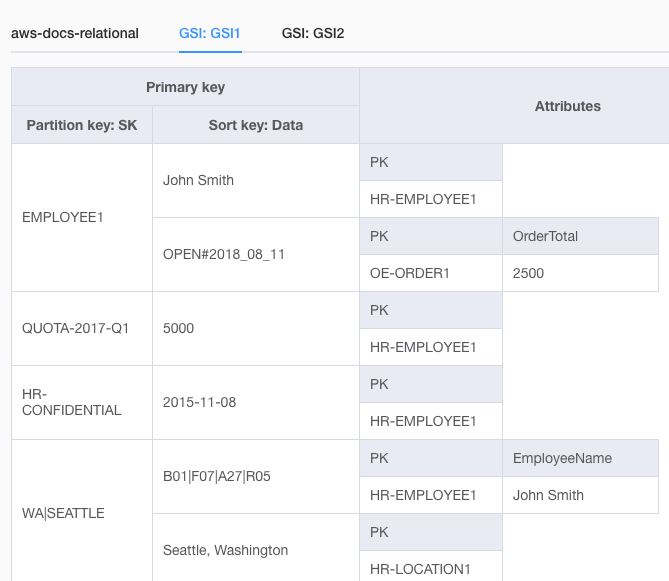 aws-docs-relational GSI: GSI1 GSI: GSI2
Primary key
Attributes
Partition key: SK Sort key: Data
EMPLOYEE1
John Smith
PK
HR-EMPLOYEE1
OPEN#2018_08_11
PK OrderTotal
OE-ORDER1 2500
QUOTA-2017-Q1
5000
PK
HR-EMPLOYEE1
HR-
CONFIDENTIAL
2015-11-08
PK
HR-EMPLOYEE1
WA|SEATTLE
B01|F07|A27|R05
PK EmployeeName
HR-EMPLOYEE1 John Smith
Seattle, Washington
PK
HR-LOCATION1